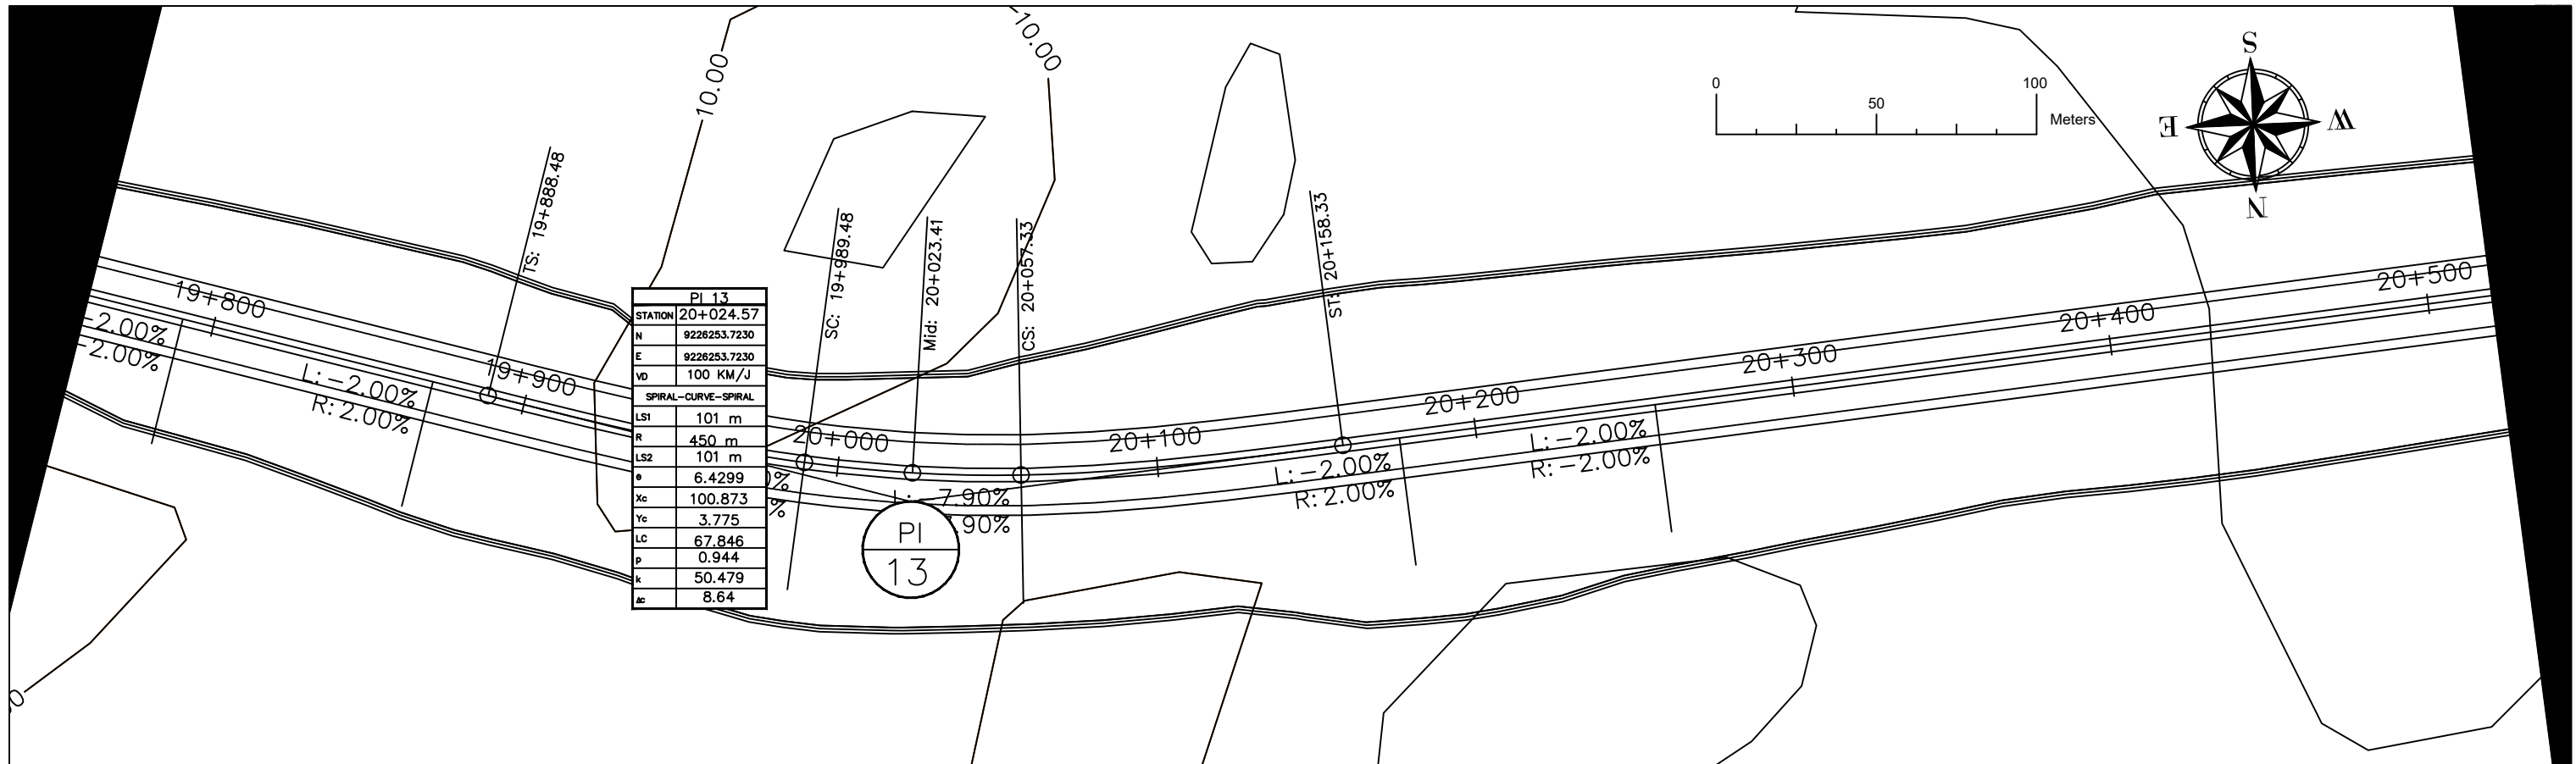 10.00
10.00
0
50
100
Meters
S
E
W
N
TS: 19+888.48
SC: 19+989.48
Mid: 20+023.41
CS: 20+057.33
ST: 20+158.33
19+800
19+900
20+000
20+100
20+200
20+300
20+400
20+500
-2.00%
-2.00%
L:-2.00%
R:2.00%
PI 13
STATION 20+024.57
N 9226253.7230
E 9226253.7230
VD 100 KM/J
SPIRAL-CURVE-SPIRAL
LS1 101 m
R 450 m
LS2 101 m
θ 6.4299
Xc 100.873
Yc 3.775
LC 67.846
P 0.944
k 50.479
Δc 8.64
%
%
L:-7.90%
.90%
PI
13
L:-2.00%
R:2.00%
L:-2.00%
R:-2.00%